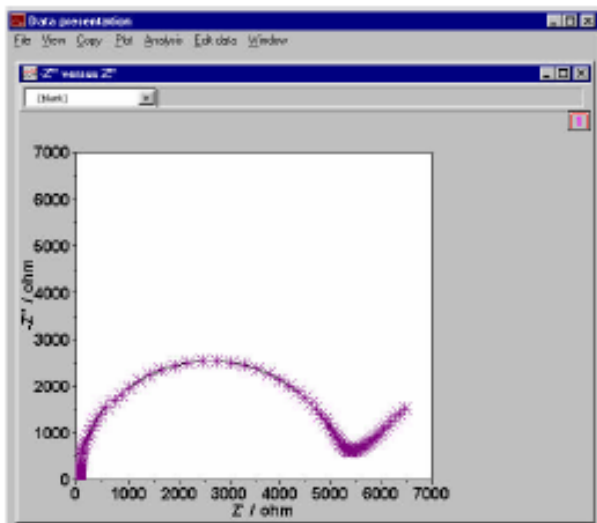 Data presentation
File View Copy Plot Analysis Edit data Window
-Z" versus Z'
(blank)
1
7000
6000
5000
-Z" / ohm
4000
3000
2000
1000
0
0 1000 2000 3000 4000 5000 6000 7000
Z' / ohm